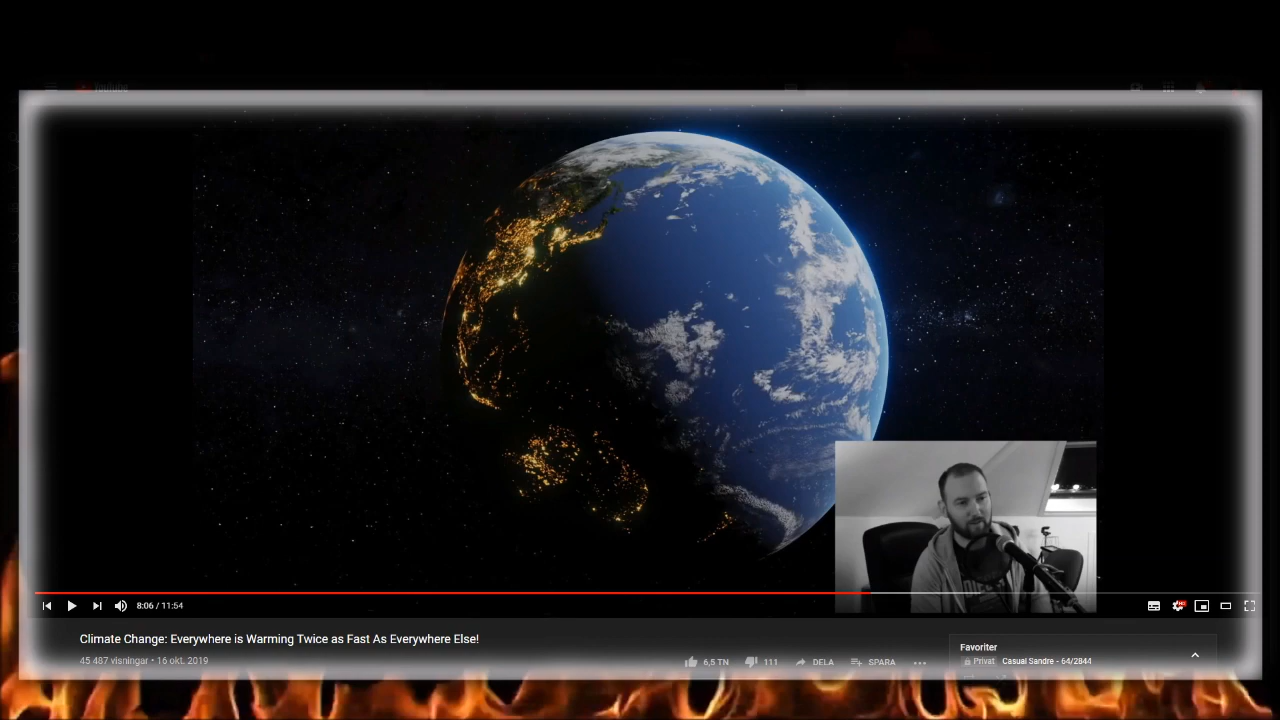 YouTube
8:06 / 11:54
Climate Change: Everywhere is Warming Twice as Fast As Everywhere Else!
45 487 visningar • 16 okt. 2019
6,5 TN
111
DELA
SPARA
Favoriter
Privat Casual Sandre - 64/2844